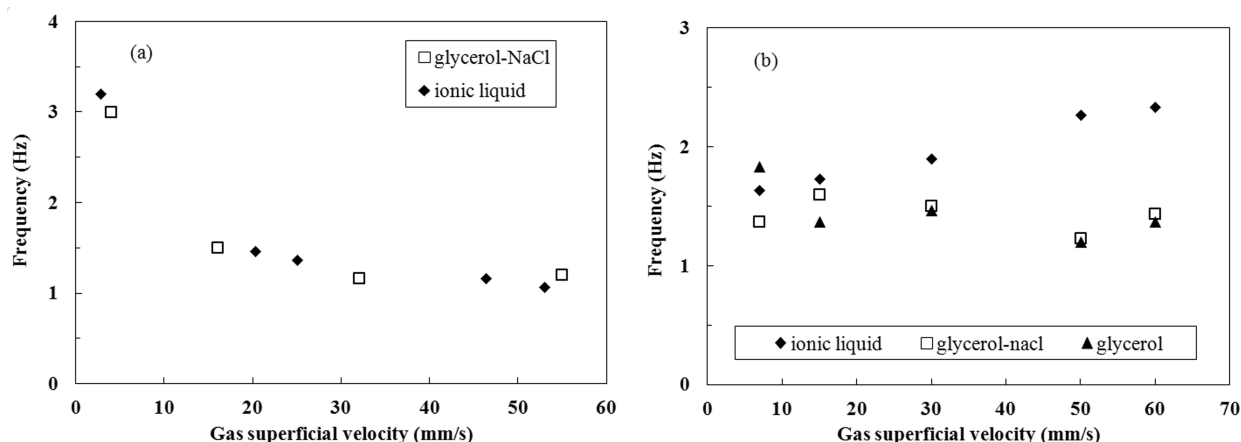 (a)
glycerol-NaCl
ionic liquid
Frequency (Hz)
4
3
2
1
0
0 10 20 30 40 50 60
Gas superficial velocity (mm/s)
(b)
Frequency (Hz)
3
2
1
0
ionic liquid glycerol-nacl glycerol
0 10 20 30 40 50 60 70
Gas superficial velocity (mm/s)